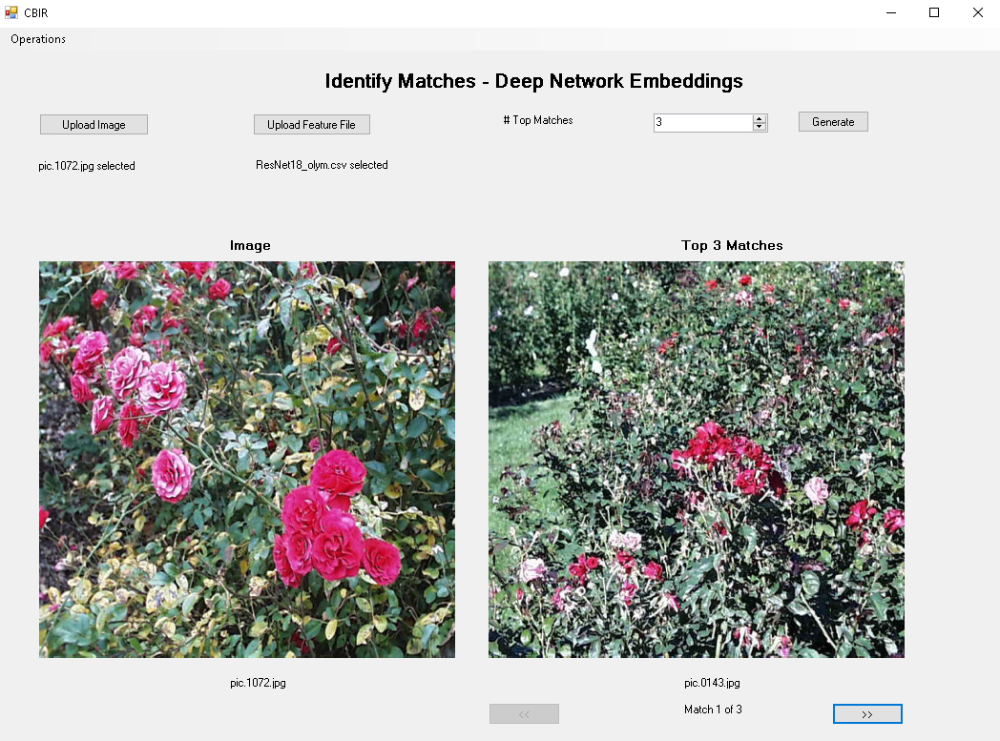 CBIR
Operations
Identify Matches - Deep Network Embeddings
Upload Image
Upload Feature File
# Top Matches
3
Generate
pic.1072.jpg selected
ResNet18_olym.csv selected
Image
Top 3 Matches
pic.1072.jpg
pic.0143.jpg
<<
Match 1 of 3
>>